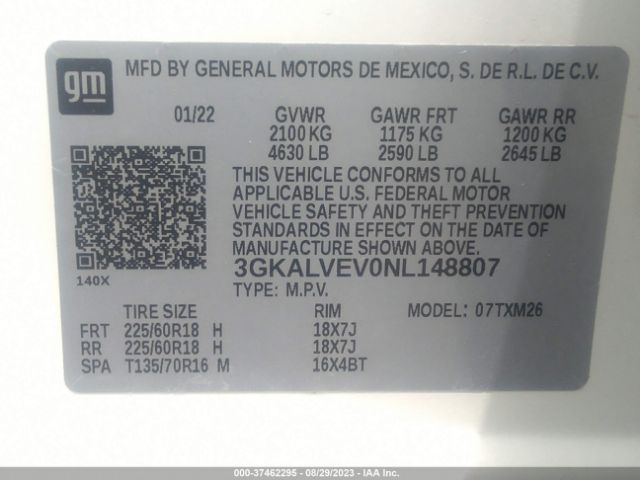 gm
MFD BY GENERAL MOTORS DE MEXICO, S. DE R.L. DE C.V.
01/22 GVWR GAWR FRT GAWR RR
2100 KG 1175 KG 1200 KG
4630 LB 2590 LB 2645 LB
THIS VEHICLE CONFORMS TO ALL
APPLICABLE U.S. FEDERAL MOTOR
VEHICLE SAFETY AND THEFT PREVENTION
STANDARDS IN EFFECT ON THE DATE OF
MANUFACTURE SHOWN ABOVE.
3GKALVEV0NL148807
140X
TYPE: M.P.V.
TIRE SIZE RIM MODEL: 07TXM26
FRT 225/60R18 H 18X7J
RR 225/60R18 H 18X7J
SPA T135/70R16 M 16X4BT
000-37462295 - 08/29/2023 - IAA Inc.